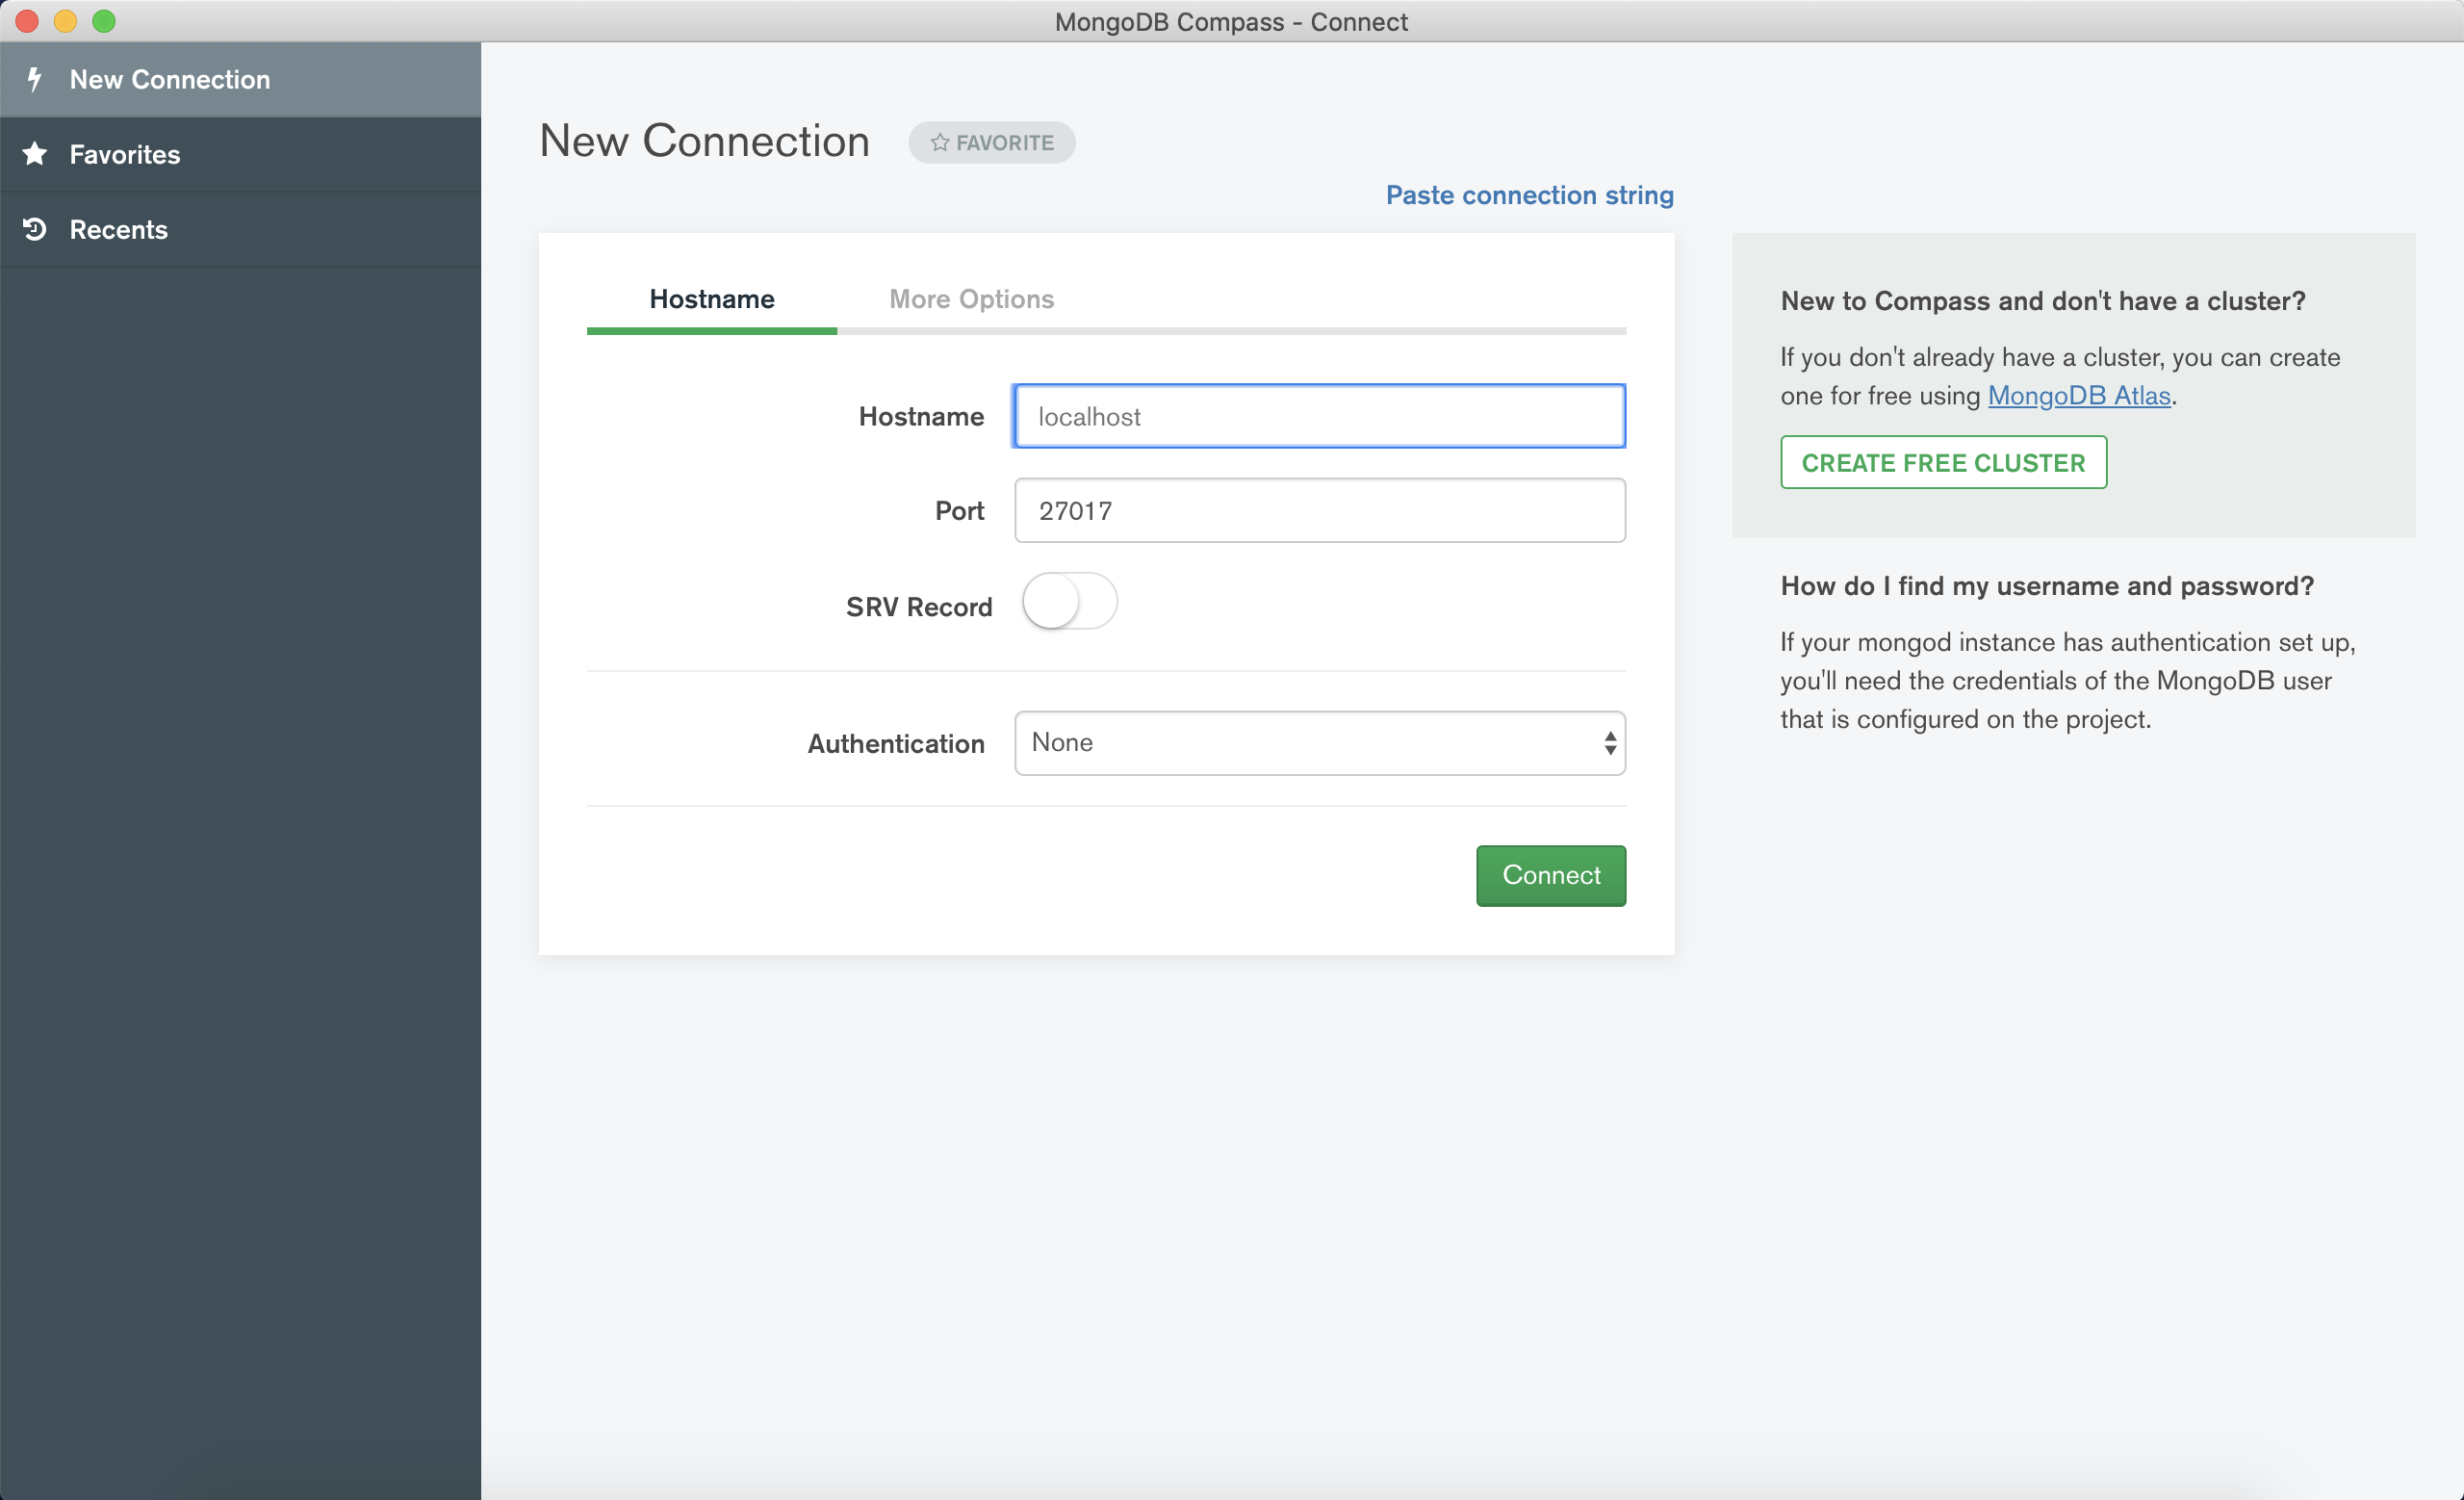 MongoDB Compass - Connect
New Connection
Favorites
Recents
New Connection
FAVORITE
Paste connection string
Hostname
More Options
Hostname
localhost
Port
27017
SRV Record
Authentication
None
Connect
New to Compass and don't have a cluster?
If you don't already have a cluster, you can create
one for free using MongoDB Atlas.
CREATE FREE CLUSTER
How do I find my username and password?
If your mongod instance has authentication set up,
you'll need the credentials of the MongoDB user
that is configured on the project.